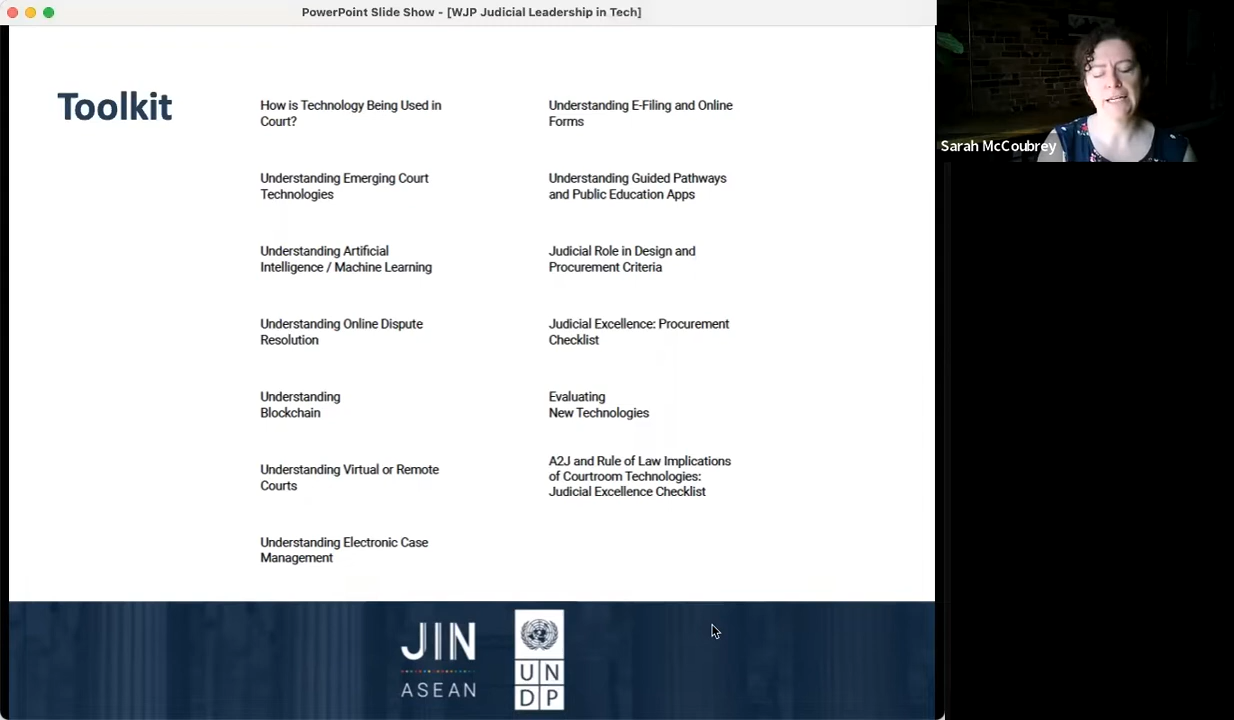 PowerPoint Slide Show - [WJP Judicial Leadership in Tech]
Toolkit
How is Technology Being Used in
Court?
Understanding Emerging Court
Technologies
Understanding Artificial
Intelligence / Machine Learning
Understanding Online Dispute
Resolution
Understanding
Blockchain
Understanding Virtual or Remote
Courts
Understanding Electronic Case
Management
Understanding E-Filing and Online
Forms
Understanding Guided Pathways
and Public Education Apps
Judicial Role in Design and
Procurement Criteria
Judicial Excellence: Procurement
Checklist
Evaluating
New Technologies
A2J and Rule of Law Implications
of Courtroom Technologies:
Judicial Excellence Checklist
JIN
ASEAN
UN
DP
Sarah McCoubrey